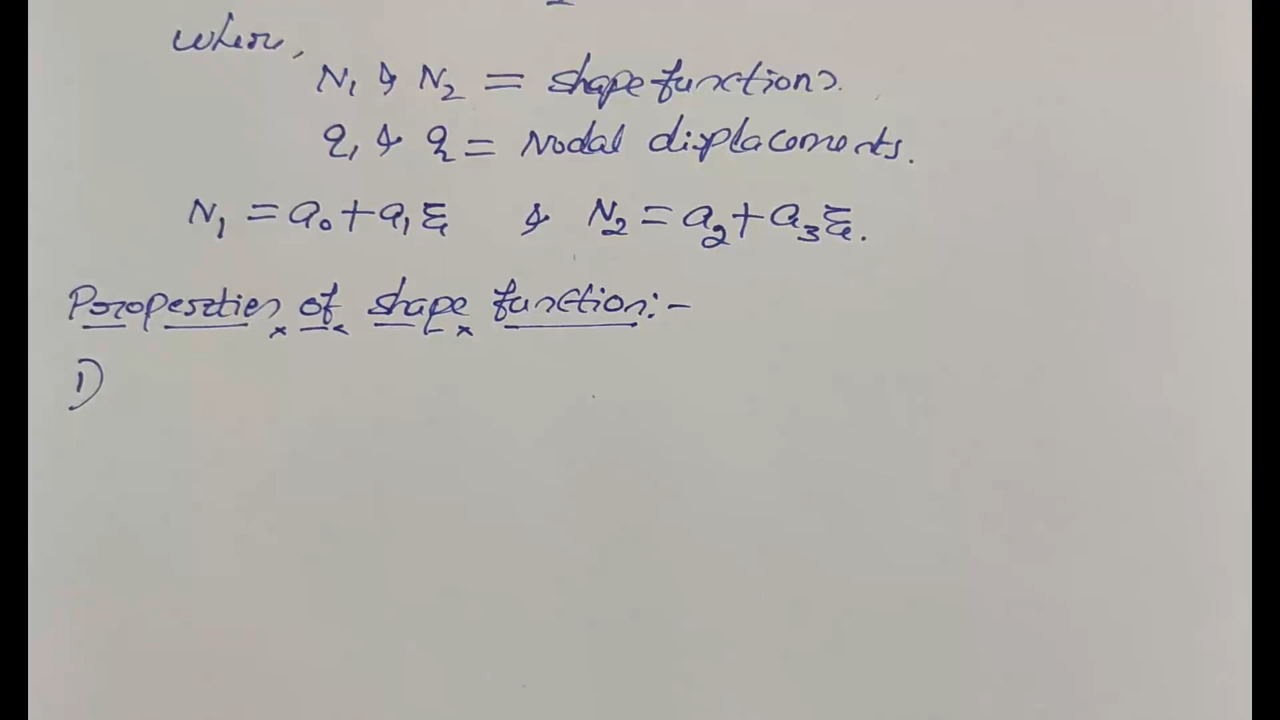 where,
N₁ & N₂ = shape functions.
q₁ & q₂ = Nodal displacements.
N₁ = a₀ + a₁ξ & N₂ = a₂ + a₃ξ.
Properties of shape function:-
1)